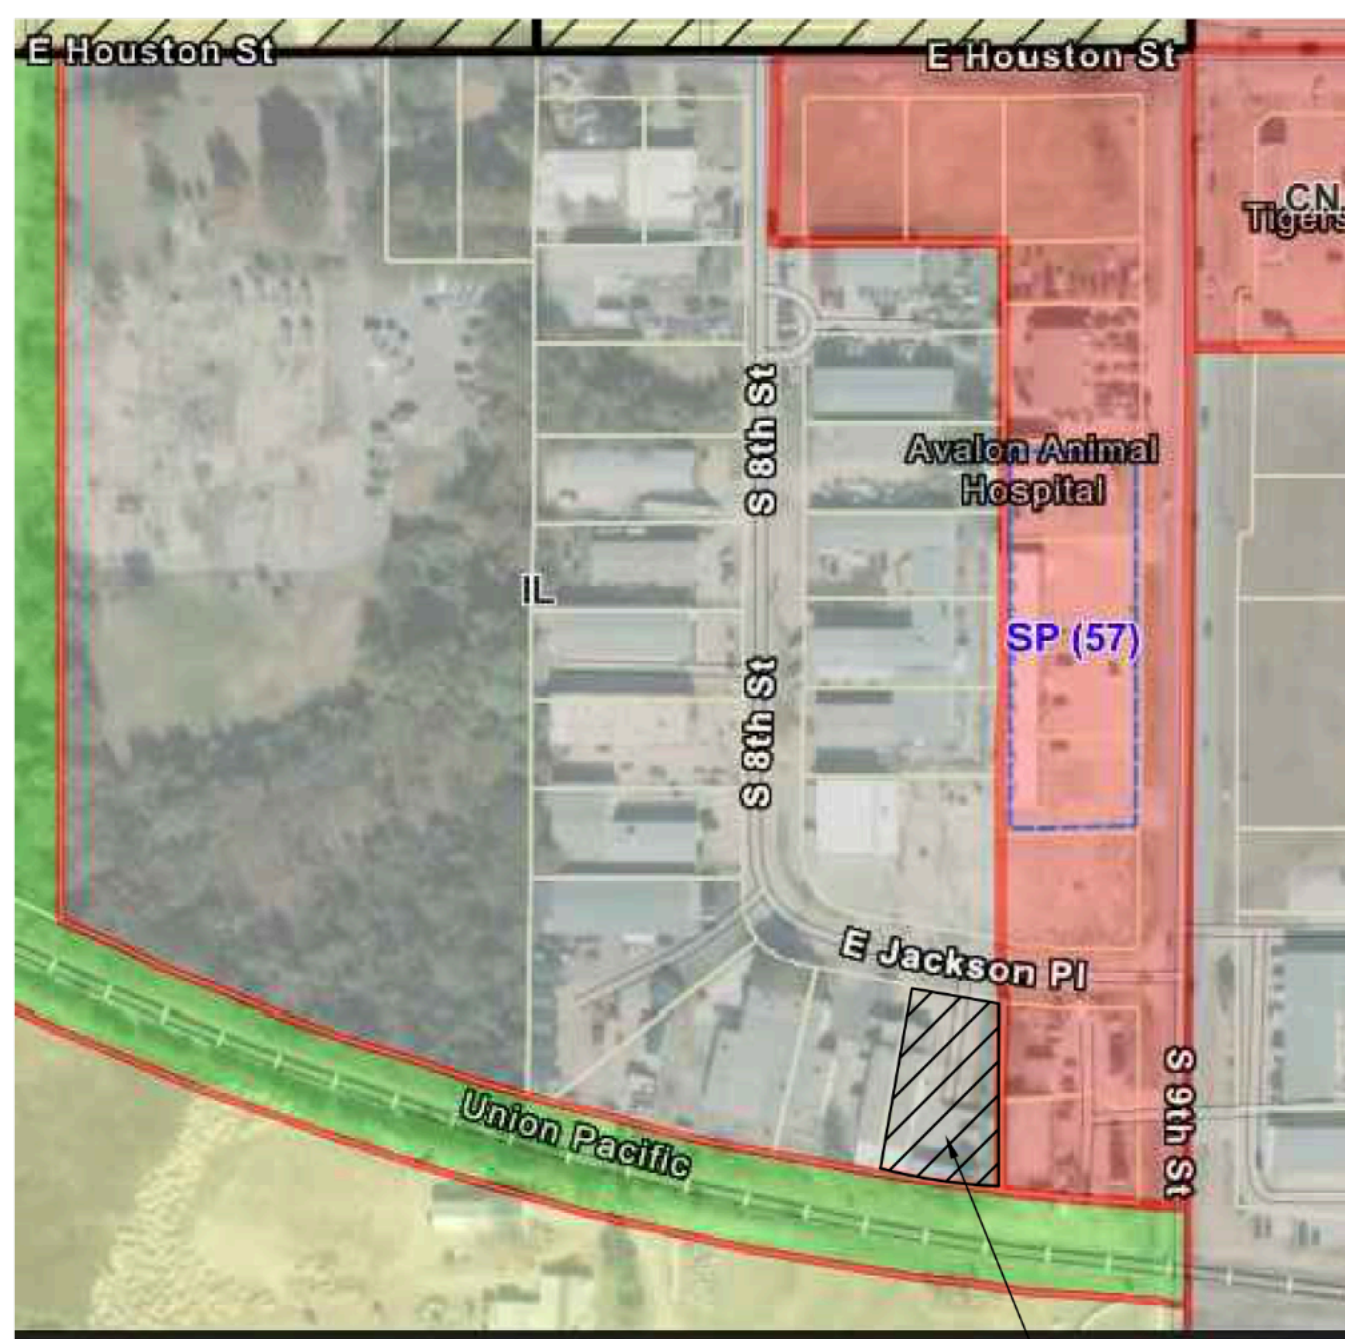 E Houston St
E Houston St
CN.
Tigers
S 8th St
Avalon Animal
Hospital
IL
SP (57)
S 8th St
E Jackson Pl
Union Pacific
S 9th St